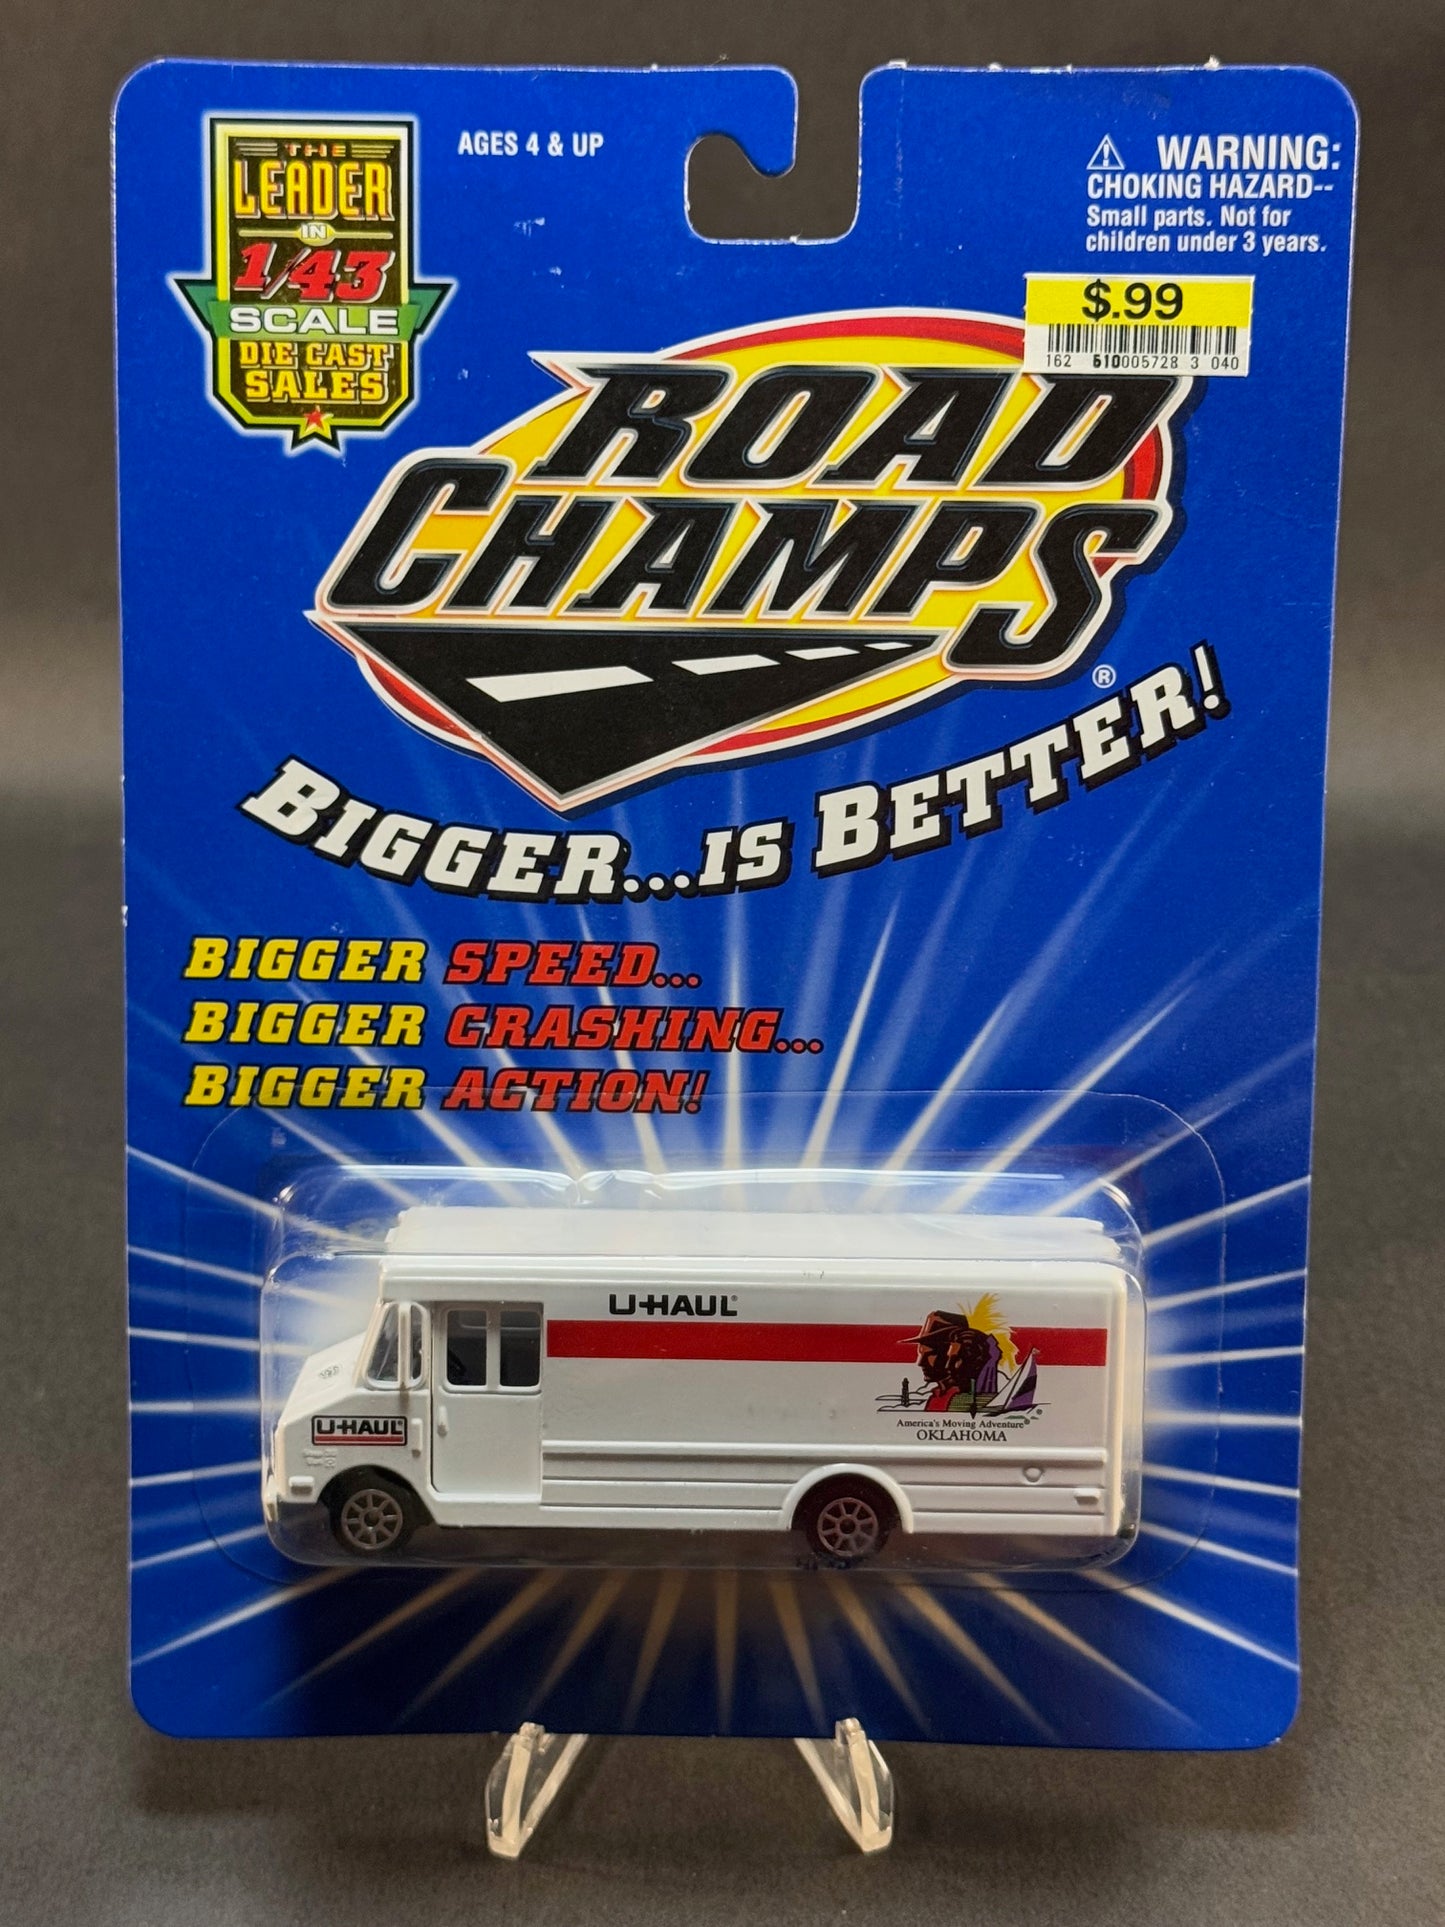 THE
LEADER
IN
1/43
SCALE
DIE CAST
SALES
AGES 4 & UP
WARNING:
CHOKING HAZARD--
Small parts. Not for
children under 3 years.
$.99
162 510005728 3 040
ROAD
CHAMPS
®
BIGGER...IS BETTER!
BIGGER SPEED...
BIGGER CRASHING...
BIGGER ACTION!
U-HAUL®
U-HAUL®
America's Moving Adventure®
OKLAHOMA